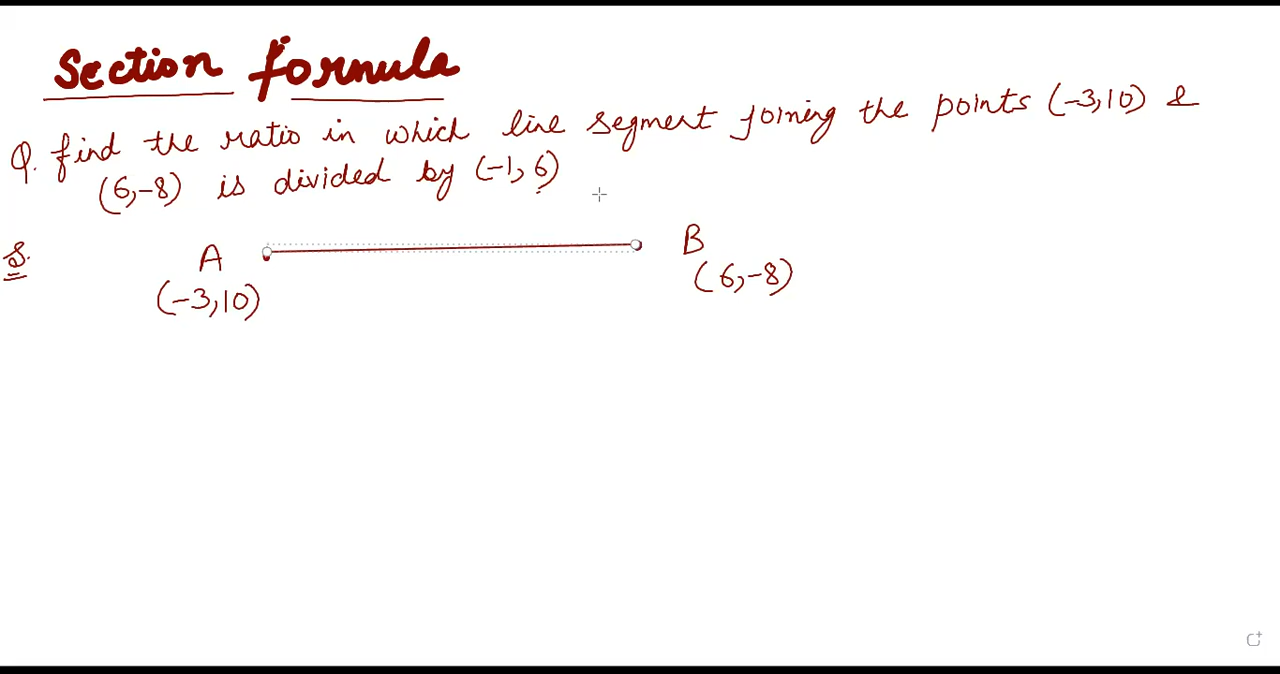 Section formula
Q. find the ratio in which line segment joining the points (-3,10) &
(6,-8) is divided by (-1, 6)
S.
A
B
(-3,10)
(6,-8)